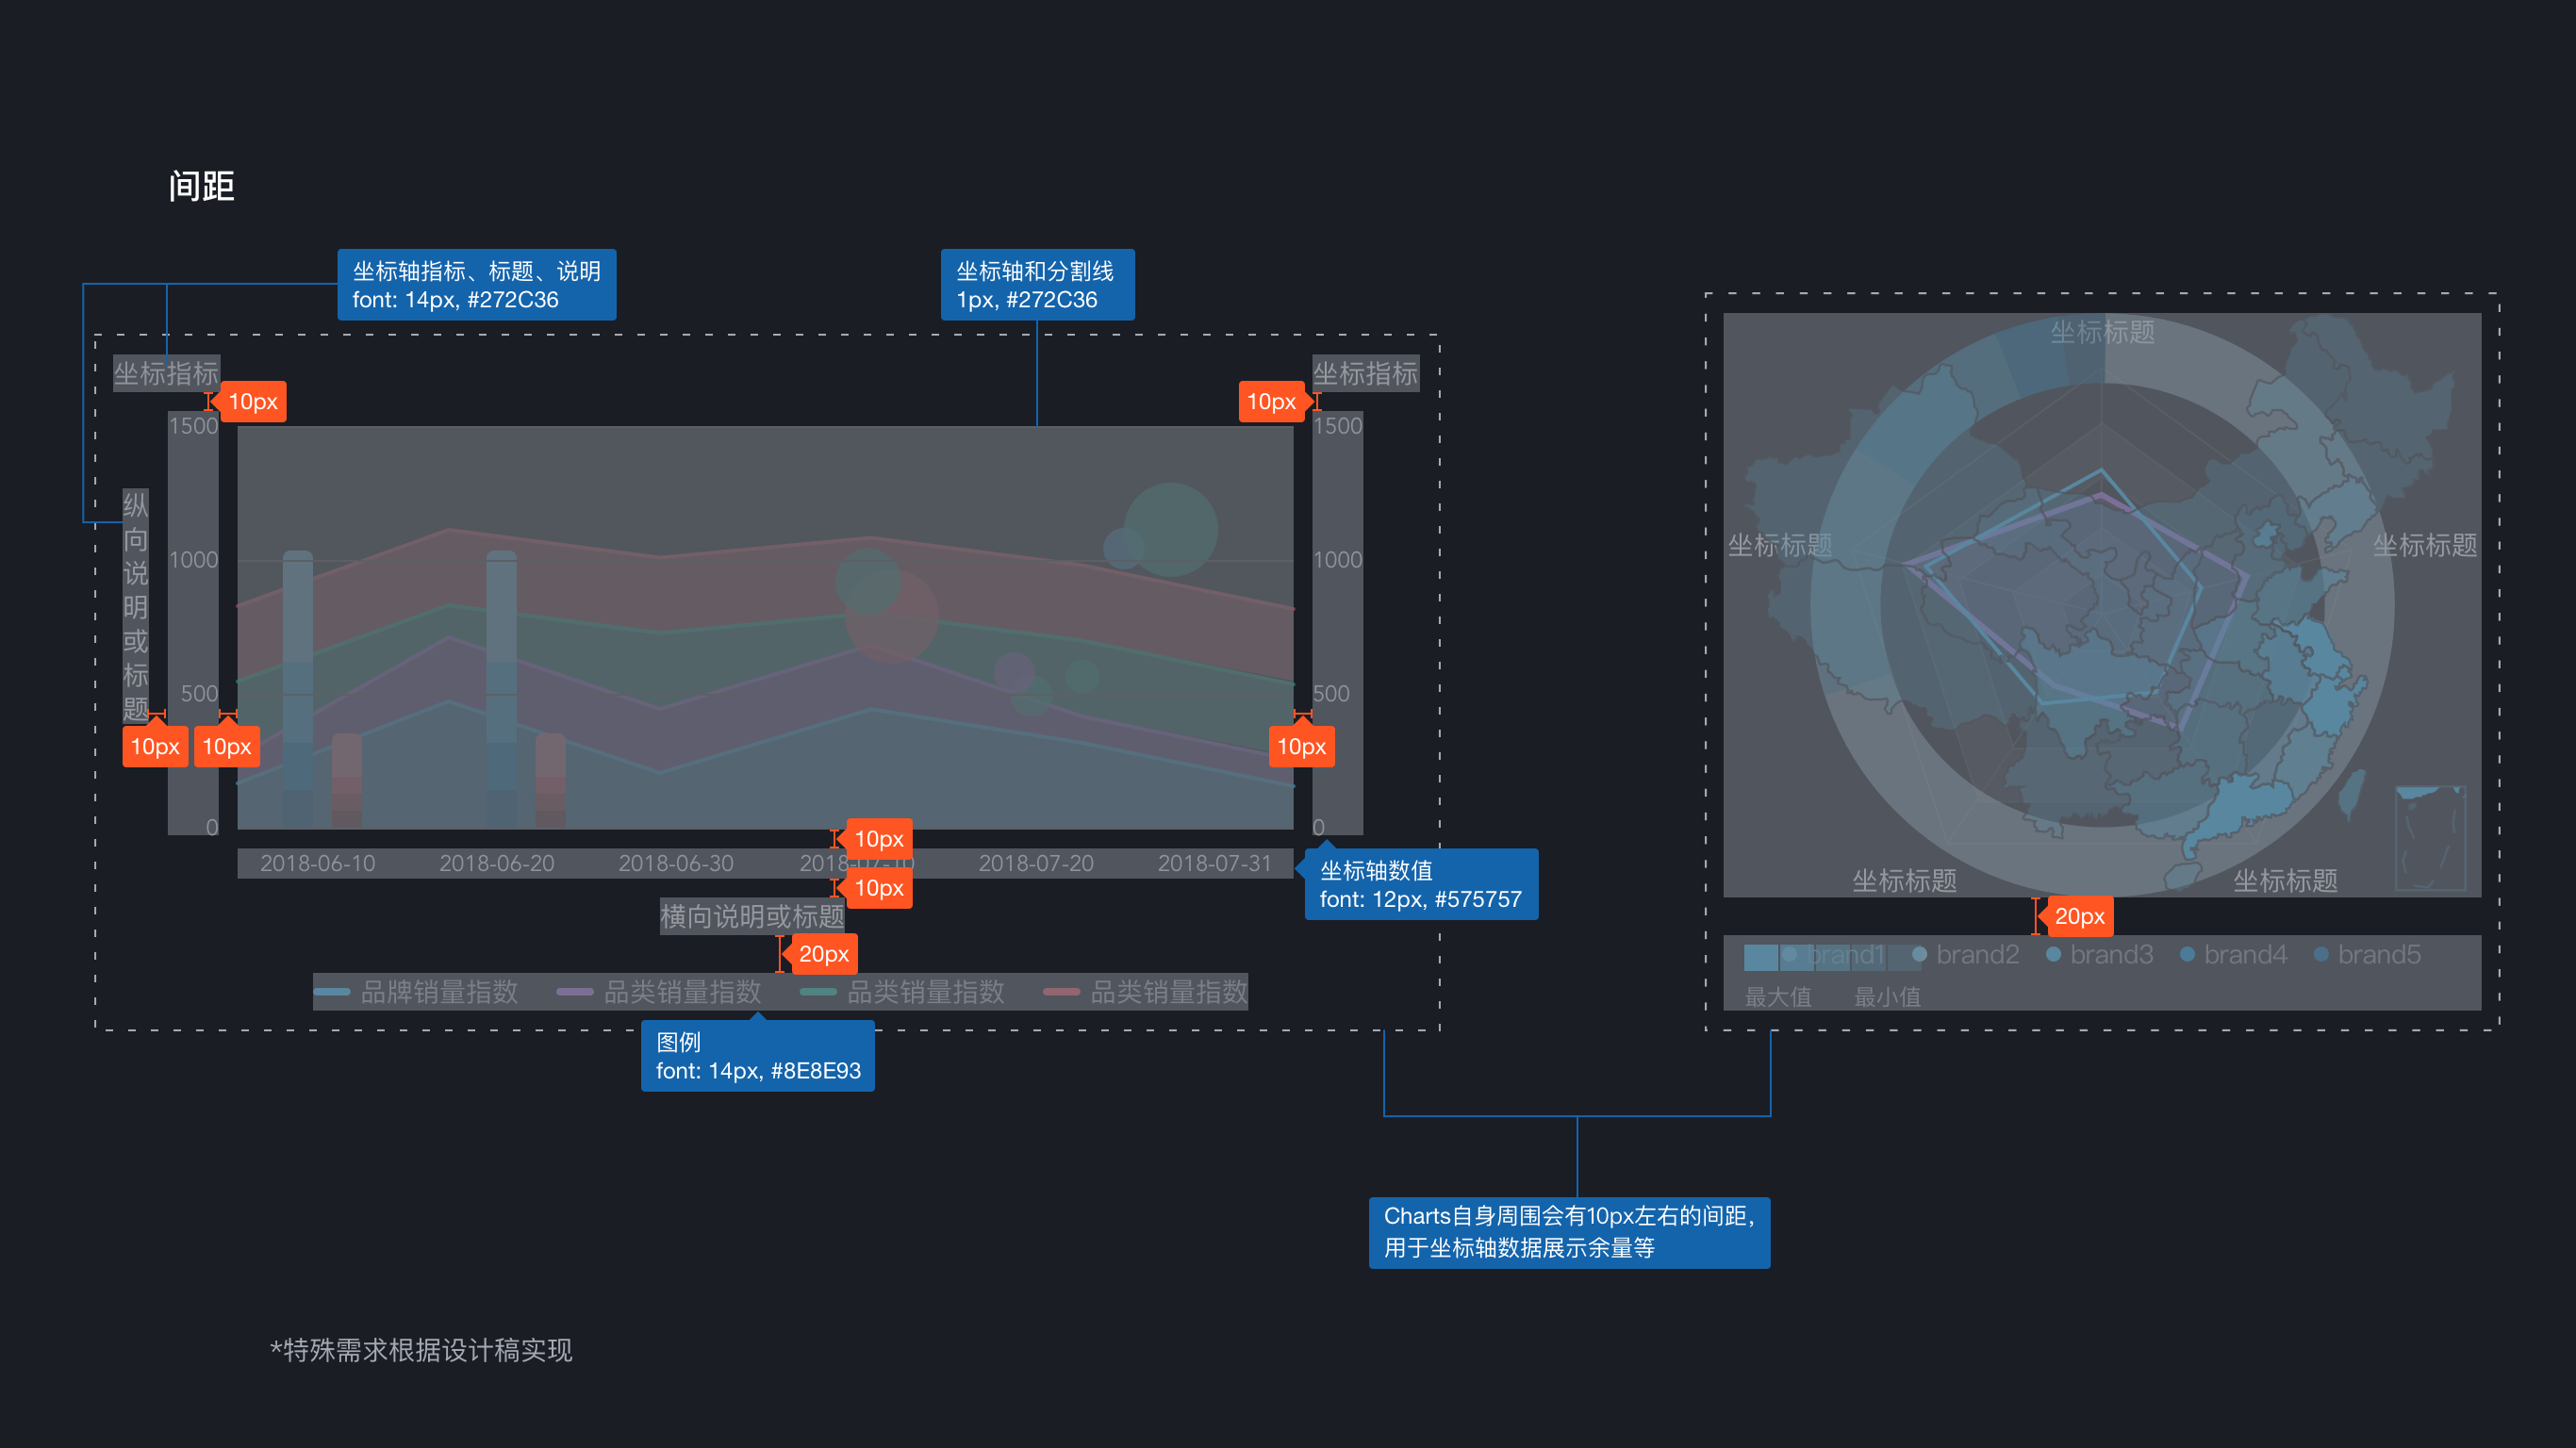 间距
坐标轴指标、标题、说明
font: 14px, #272C36
坐标轴和分割线
1px, #272C36
坐标指标
10px
1500
1000
500
0
纵向说明或标题
10px
10px
坐标指标
10px
1500
1000
500
0
10px
10px
2018-06-10
2018-06-20
2018-06-30
2018-07-10
2018-07-20
2018-07-31
10px
横向说明或标题
20px
品牌销量指数
品类销量指数
品类销量指数
品类销量指数
坐标轴数值
font: 12px, #575757
图例
font: 14px, #8E8E93
坐标标题
坐标标题
坐标标题
坐标标题
坐标标题
20px
brand1
brand2
brand3
brand4
brand5
最大值
最小值
Charts自身周围会有10px左右的间距，
用于坐标轴数据展示余量等
*特殊需求根据设计稿实现